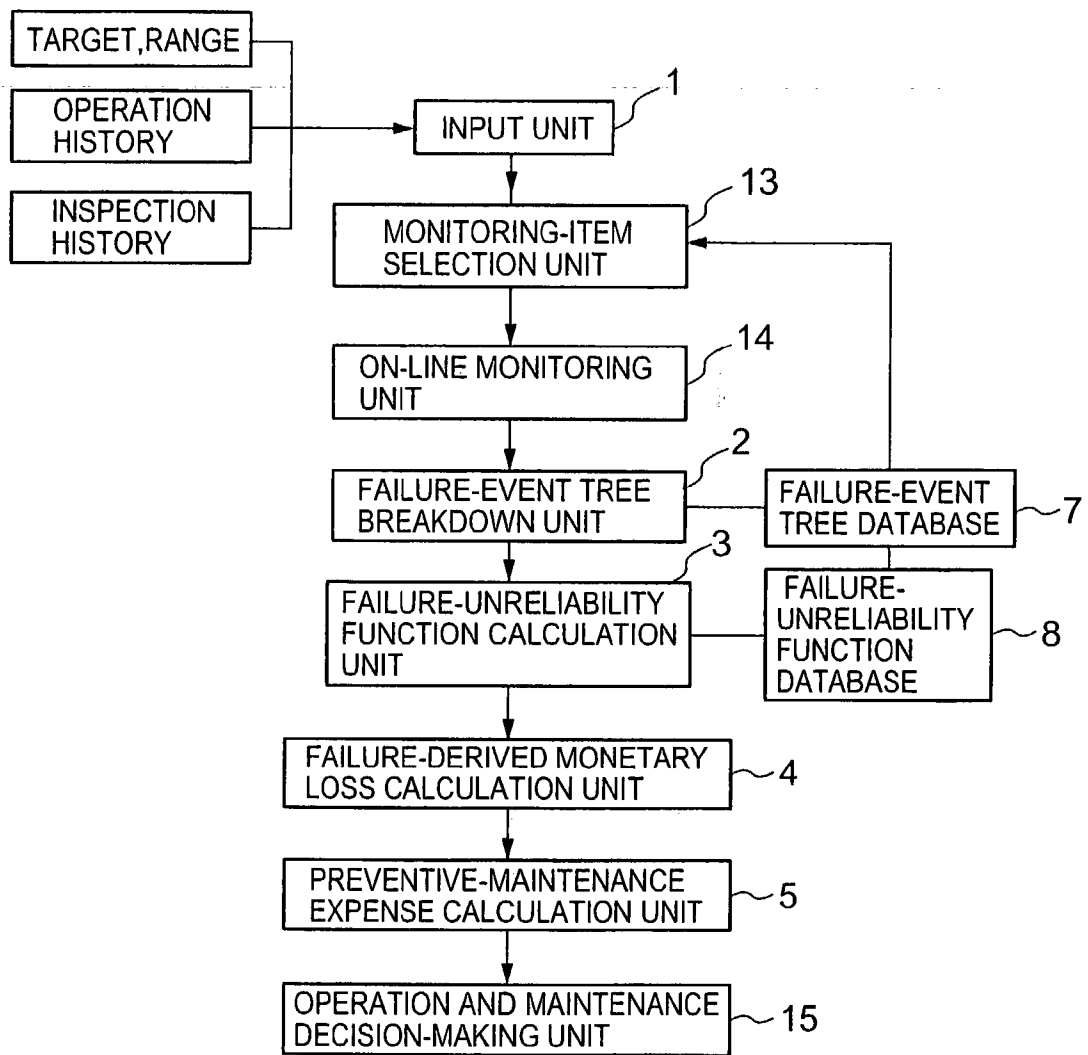 TARGET,RANGE
OPERATION
HISTORY
INSPECTION
HISTORY
1
INPUT UNIT
13
MONITORING-ITEM
SELECTION UNIT
14
ON-LINE MONITORING
UNIT
2
FAILURE-EVENT TREE
BREAKDOWN UNIT
FAILURE-EVENT
TREE DATABASE
7
3
FAILURE-UNRELIABILITY
FUNCTION CALCULATION
UNIT
FAILURE-
UNRELIABILITY
FUNCTION
DATABASE
8
FAILURE-DERIVED MONETARY
LOSS CALCULATION UNIT
4
PREVENTIVE-MAINTENANCE
EXPENSE CALCULATION UNIT
5
OPERATION AND MAINTENANCE
DECISION-MAKING UNIT
15